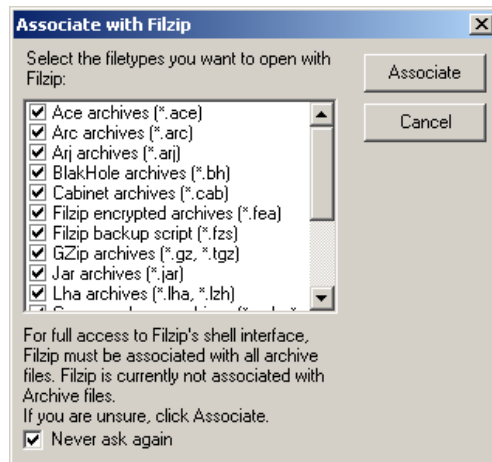 Associate with Filzip
Select the filetypes you want to open with
Filzip:
Associate
Cancel
Ace archives (*.ace)
Arc archives (*.arc)
Arj archives (*.arj)
BlakHole archives (*.bh)
Cabinet archives (*.cab)
Filzip encrypted archives (*.fea)
Filzip backup script (*.fzs)
GZip archives (*.gz, *.tgz)
Jar archives (*.jar)
Lha archives (*.lha, *.lzh)
For full access to Filzip's shell interface,
Filzip must be associated with all archive
files. Filzip is currently not associated with
Archive files.
If you are unsure, click Associate.
Never ask again